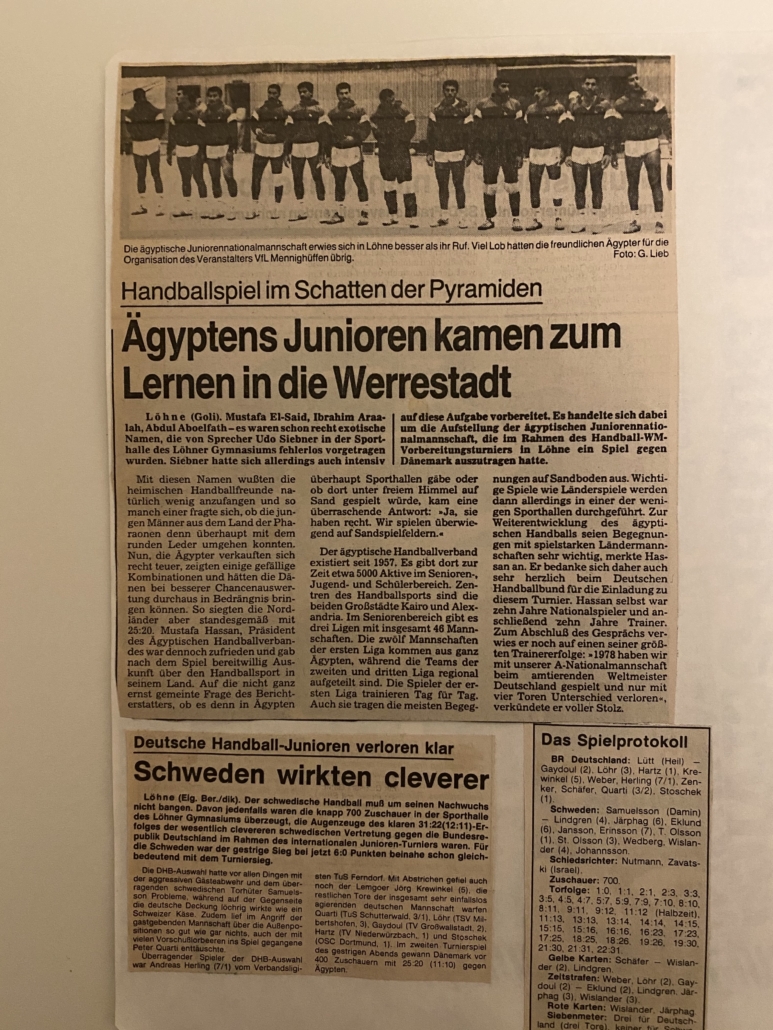 Die ägyptische Juniorennationalmannschaft erwies sich in Löhne besser als ihr Ruf. Viel Lob hatten die freundlichen Ägypter für die
Organisation des Veranstalters VfL Mennighüffen übrig. Foto: G. Lieb
Handballspiel im Schatten der Pyramiden
Ägyptens Junioren kamen zum
Lernen in die Werrestadt
Löhne (Goli). Mustafa El-Said, Ibrahim Araa-
lah, Abdul Aboelfath – es waren schon recht exotische
Namen, die von Sprecher Udo Siebner in der Sport-
halle des Löhner Gymnasiums fehlerlos vorgetragen
wurden. Siebner hatte sich allerdings auch intensiv
auf diese Aufgabe vorbereitet. Es handelte sich dabei
um die Aufstellung der ägyptischen Juniorennatio-
nalmannschaft, die im Rahmen des Handball-WM-
Vorbereitungsturniers in Löhne ein Spiel gegen
Dänemark auszutragen hatte.
Mit diesen Namen wußten die
heimischen Handballfreunde na-
türlich wenig anzufangen und so
manch einer fragte sich, ob die jun-
gen Männer aus dem Land der Pha-
raonen denn überhaupt mit dem
runden Leder umgehen konnten.
Nun, die Ägypter verkauften sich
recht teuer, zeigten einige gefällige
Kombinationen und hätten die Dä-
nen bei besserer Chancenauswer-
tung durchaus in Bedrängnis brin-
gen können. So siegten die Nord-
länder aber standesgemäß mit
25:20. Mustafa Hassan, Präsident
des Ägyptischen Handballverban-
des war dennoch zufrieden und gab
nach dem Spiel bereitwillig Aus-
kunft über den Handballsport in
seinem Land. Auf die nicht ganz
ernst gemeinte Frage des Bericht-
erstatters, ob es denn in Ägypten
überhaupt Sporthallen gäbe oder
ob dort unter freiem Himmel auf
Sand gespielt würde, kam eine
überraschende Antwort: »Ja, sie
haben recht. Wir spielen überwie-
gend auf Sandspielfeldern.«
Der ägyptische Handballverband
existiert seit 1957. Es gibt dort zur
Zeit etwa 5000 Aktive im Senioren-,
Jugend- und Schülerbereich. Zen-
tren des Handballsports sind die
beiden Großstädte Kairo und Alex-
andria. Im Seniorenbereich gibt es
drei Ligen mit insgesamt 46 Mann-
schaften. Die zwölf Mannschaften
der ersten Liga kommen aus ganz
Ägypten, während die Teams der
zweiten und dritten Liga regional
aufgeteilt sind. Die Spieler der er-
sten Liga trainieren Tag für Tag.
Auch sie tragen die meisten Begeg-
nungen auf Sandboden aus. Wichti-
ge Spiele wie Länderspiele werden
dann allerdings in einer der weni-
gen Sporthallen durchgeführt. Zur
Weiterentwicklung des ägypti-
schen Handballs seien Begegnun-
gen mit spielstarken Ländermann-
schaften sehr wichtig, merkte Has-
san an. Er bedanke sich daher auch
sehr herzlich beim Deutschen
Handballbund für die Einladung zu
diesem Turnier. Hassan selbst war
zehn Jahre Nationalspieler und an-
schließend zehn Jahre Trainer.
Zum Abschluß des Gesprächs ver-
wies er noch auf einen seiner größ-
ten Trainererfolge: »1978 haben wir
mit unserer A-Nationalmannschaft
beim amtierenden Weltmeister
Deutschland gespielt und nur mit
vier Toren Unterschied verloren«,
verkündete er voller Stolz.
Deutsche Handball-Junioren verloren klar
Schweden wirkten cleverer
Löhne (Eig. Ber./dik). Der schwedische Handball muß um seinen Nachwuchs
nicht bangen. Davon jedenfalls waren die knapp 700 Zuschauer in der Sporthalle
des Löhner Gymnasiums überzeugt, die Augenzeuge des klaren 31:22(12:11)-Er-
folges der wesentlich clevereren schwedischen Vertretung gegen die Bundesre-
publik Deutschland im Rahmen des internationalen Junioren-Turniers waren. Für
die Schweden war der gestrige Sieg bei jetzt 6:0 Punkten beinahe schon gleich-
bedeutend mit dem Turniersieg.
Die DHB-Auswahl hatte vor allen Dingen mit
der aggressiven Gästeabwehr und dem über-
ragenden schwedischen Torhüter Samuels-
son Probleme, während auf der Gegenseite
die deutsche Deckung löchrig wirkte wie ein
Schweizer Käse. Zudem lief im Angriff der
gastgebenden Mannschaft über die Außenpo-
sitionen so gut wie gar nichts, auch der mit
vielen Vorschußlorbeeren ins Spiel gegangene
Peter Quarti enttäuschte.
Überragender Spieler der DHB-Auswahl
war Andreas Herling (7/1) vom Verbandsligi-
sten TuS Ferndorf. Mit Abstrichen gefiel auch
noch der Lemgoer Jörg Krewinkel (5), die
restlichen Tore der insgesamt sehr einfallslos
agierenden deutschen Mannschaft warfen
Quarti (TuS Schutterwald, 3/1), Löhr (TSV Mil-
bertshofen, 3), Gaydoul (TV Großwallstadt, 2),
Hartz (TV Niederwürzbach, 1) und Stoschek
(OSC Dortmund, 1). Im zweiten Turnierspiel
des gestrigen Abends gewann Dänemark vor
400 Zuschauern mit 25:20 (11:10) gegen
Ägypten.
Das Spielprotokoll
BR Deutschland: Lütt (Heil) –
Gaydoul (2), Löhr (3), Hartz (1), Kre-
winkel (5), Weber, Herling (7/1), Zen-
ker, Schäfer, Quarti (3/2), Stoschek
(1).
Schweden: Samuelsson (Damin)
– Lindgren (4), Järphag (6), Eklund
(6), Jansson, Erinsson (7), T. Olsson
(1), St. Olsson (3), Wedberg, Wislan-
der (4), Johannsson.
Schiedsrichter: Nutmann, Zavats-
ki (Israel).
Zuschauer: 700.
Torfolge: 1:0, 1:1, 2:1, 2:3, 3:3,
3:5, 4:5, 4:7, 5:7, 5:9, 7:9, 7:10, 8:10,
8:11, 9:11, 9:12, 11:12 (Halbzeit),
11:13, 13:13, 13:14, 14:14, 14:15,
15:15, 15:16, 16:16, 16:23, 17:23,
17:25, 18:25, 18:26, 19:26, 19:30,
21:30, 21:31, 22:31.
Gelbe Karten: Schäfer – Wislan-
der (2), Lindgren.
Zeitstrafen: Weber, Löhr (2), Gay-
doul (2) – Eklund (2), Lindgren, Jär-
phag (3), Wislander (3).
Rote Karten: Wislander, Järphag.
Siebenmeter: Drei für Deutsch-
land (drei Tore), keiner für